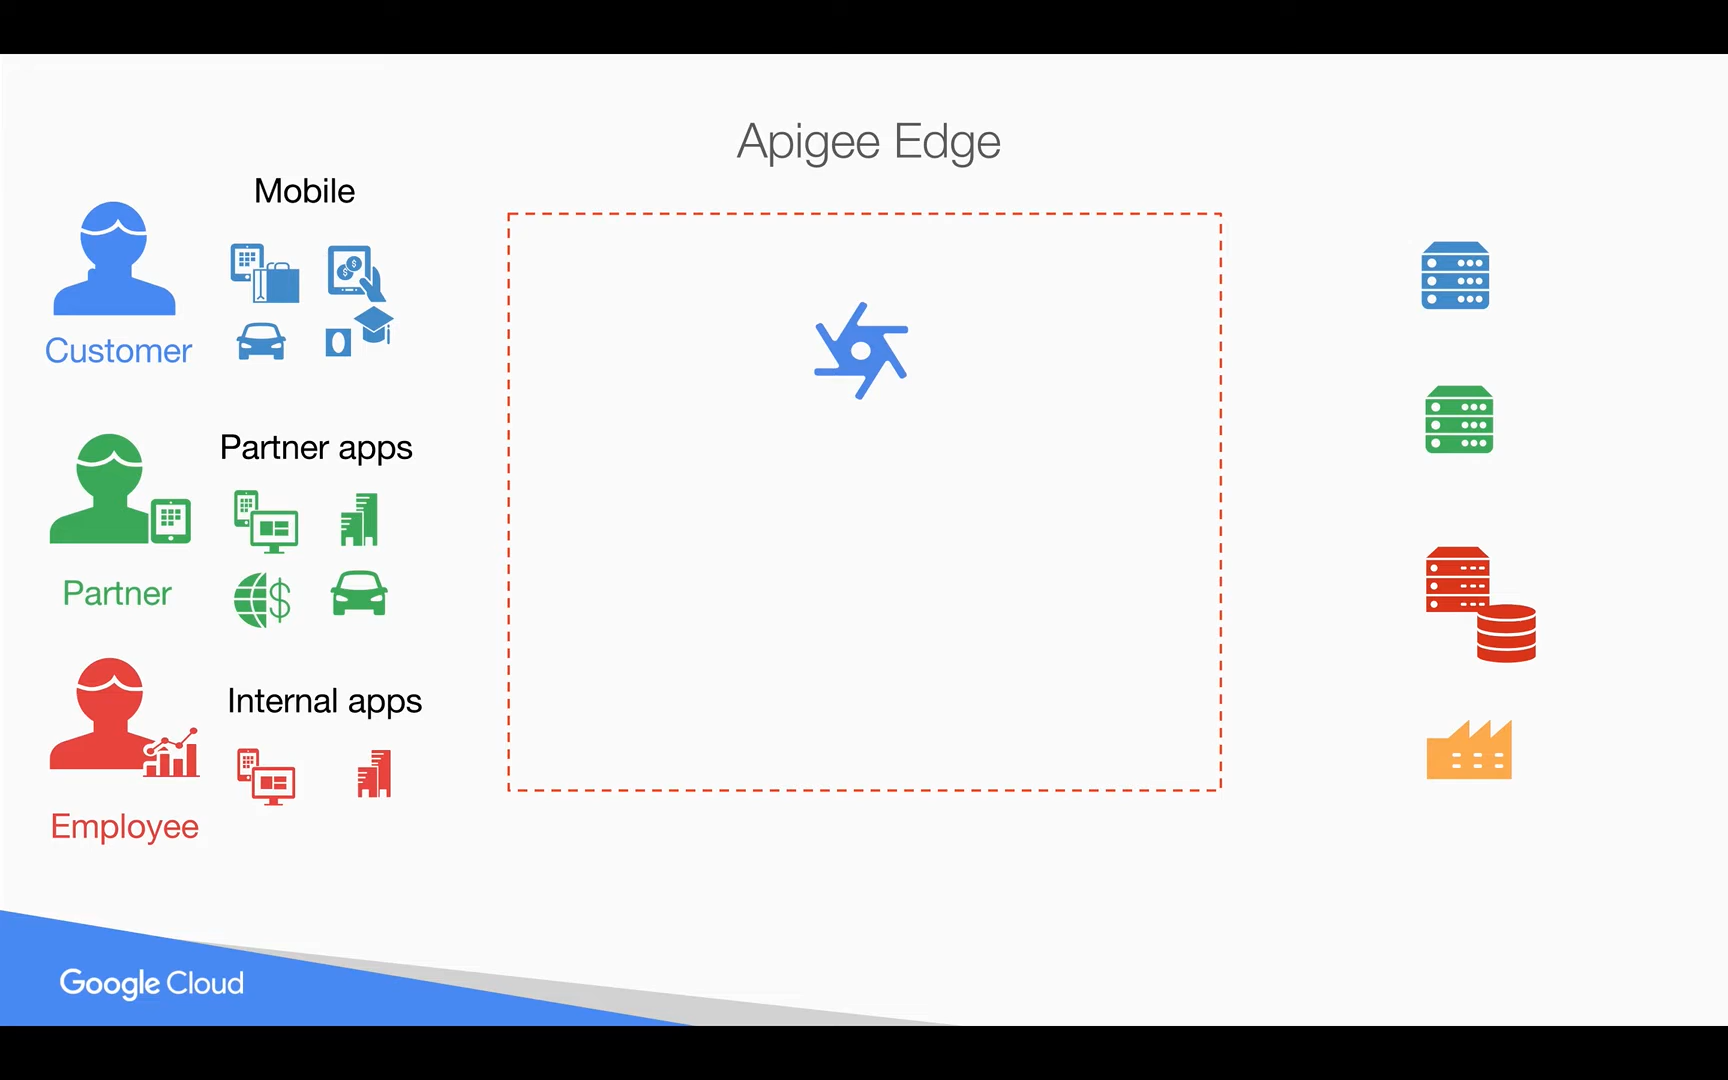 Apigee Edge
Mobile
Customer
Partner apps
Partner
Internal apps
Employee
Google Cloud